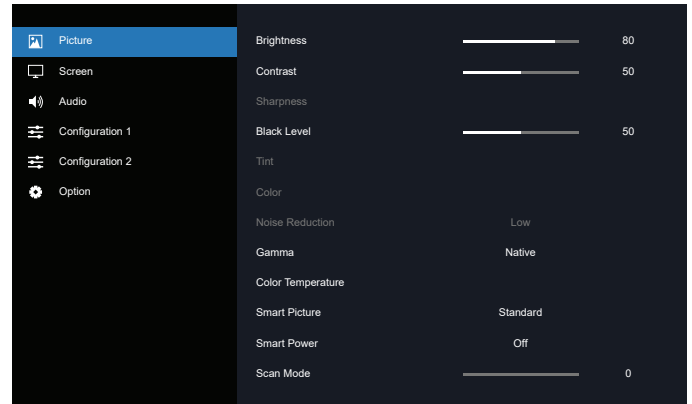 Picture
Screen
Audio
Configuration 1
Configuration 2
Option
Brightness 80
Contrast 50
Sharpness
Black Level 50
Tint
Color
Noise Reduction Low
Gamma Native
Color Temperature
Smart Picture Standard
Smart Power Off
Scan Mode 0